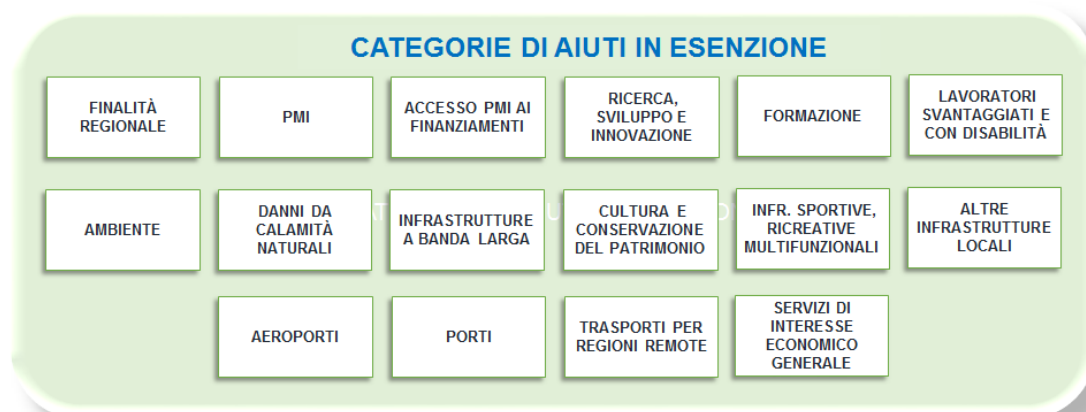 CATEGORIE DI AIUTI IN ESENZIONE
FINALITÀ
REGIONALE
PMI
ACCESSO PMI AI
FINANZIAMENTI
RICERCA,
SVILUPPO E
INNOVAZIONE
FORMAZIONE
LAVORATORI
SVANTAGGIATI E
CON DISABILITÀ
AMBIENTE
DANNI DA
CALAMITÀ
NATURALI
INFRASTRUTTURE
A BANDA LARGA
CULTURA E
CONSERVAZIONE
DEL PATRIMONIO
INFR. SPORTIVE,
RICREATIVE
MULTIFUNZIONALI
ALTRE
INFRASTRUTTURE
LOCALI
AEROPORTI
PORTI
TRASPORTI PER
REGIONI REMOTE
SERVIZI DI
INTERESSE
ECONOMICO
GENERALE